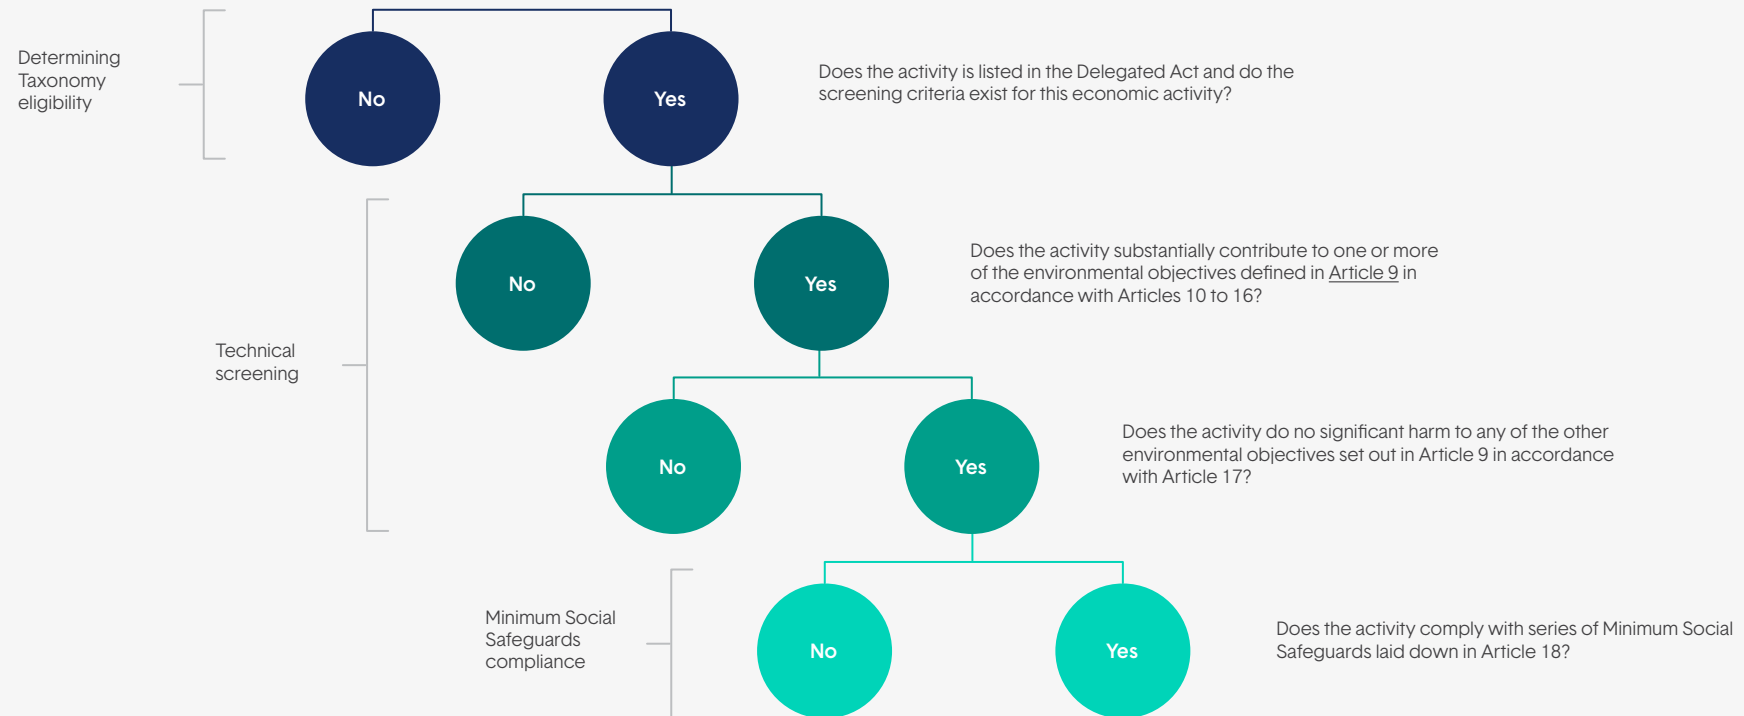 Determining
Taxonomy
eligibility
No
Yes
Does the activity is listed in the Delegated Act and do the
screening criteria exist for this economic activity?
Technical
screening
No
Yes
Does the activity substantially contribute to one or more
of the environmental objectives defined in Article 9 in
accordance with Articles 10 to 16?
No
Yes
Does the activity do no significant harm to any of the other
environmental objectives set out in Article 9 in accordance
with Article 17?
Minimum Social
Safeguards
compliance
No
Yes
Does the activity comply with series of Minimum Social
Safeguards laid down in Article 18?